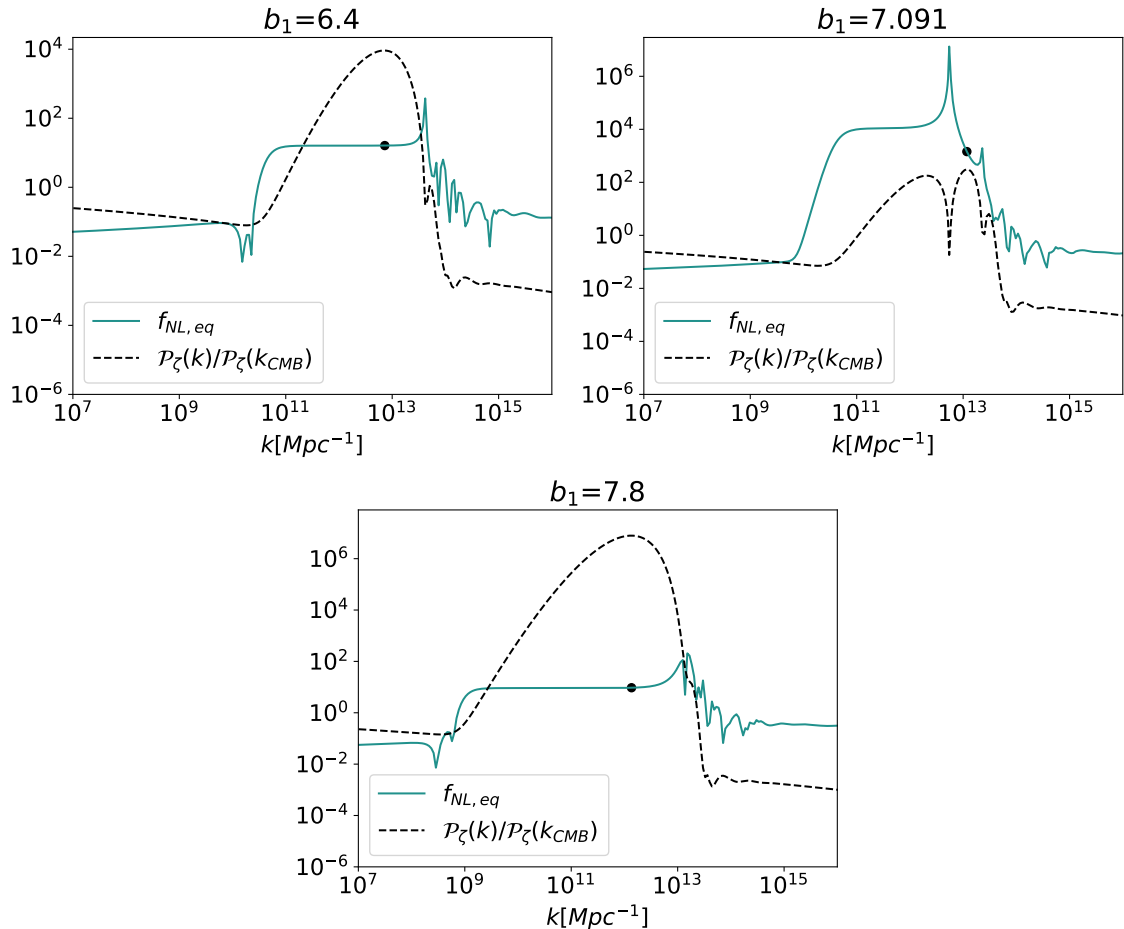 b₁=6.4
10⁴
10²
10⁰
10⁻²
10⁻⁴
10⁻⁶
f_{NL, eq}
𝒫_ζ(k)/𝒫_ζ(k_{CMB})
10⁷ 10⁹ 10¹¹ 10¹³ 10¹⁵
k[Mpc⁻¹]
b₁=7.091
10⁶
10⁴
10²
10⁰
10⁻²
10⁻⁴
10⁻⁶
f_{NL, eq}
𝒫_ζ(k)/𝒫_ζ(k_{CMB})
10⁷ 10⁹ 10¹¹ 10¹³ 10¹⁵
k[Mpc⁻¹]
b₁=7.8
10⁶
10⁴
10²
10⁰
10⁻²
10⁻⁴
10⁻⁶
f_{NL, eq}
𝒫_ζ(k)/𝒫_ζ(k_{CMB})
10⁷ 10⁹ 10¹¹ 10¹³ 10¹⁵
k[Mpc⁻¹]